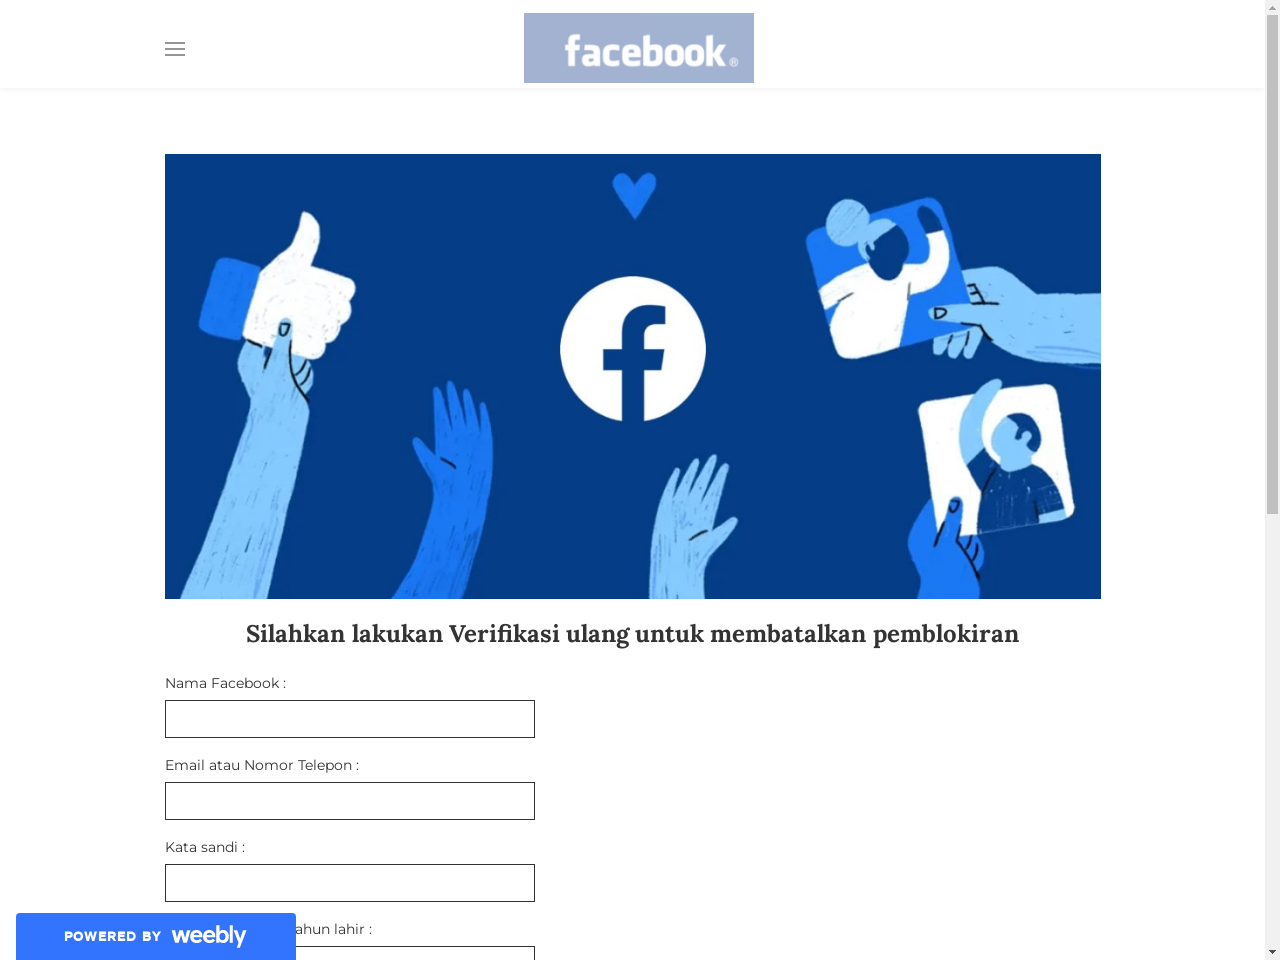 facebook®
Silahkan lakukan Verifikasi ulang untuk membatalkan pemblokiran
Nama Facebook :
Email atau Nomor Telepon :
Kata sandi :
ahun lahir :
POWERED BY weebly